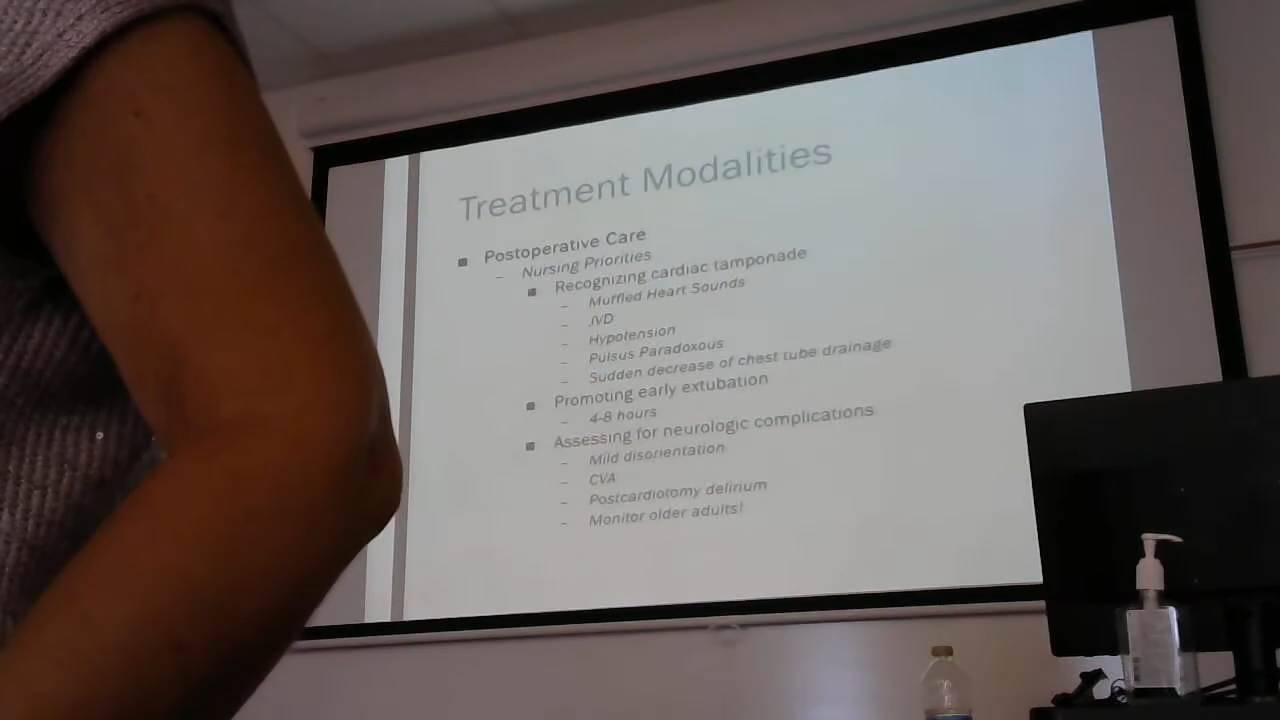 Treatment Modalities
■ Postoperative Care
– Nursing Priorities
■ Recognizing cardiac tamponade
– Muffled Heart Sounds
– JVD
– Hypotension
– Pulsus Paradoxous
– Sudden decrease of chest tube drainage
■ Promoting early extubation
– 4-8 hours
■ Assessing for neurologic complications
– Mild disorientation
– CVA
– Postcardiotomy delirium
– Monitor older adults!